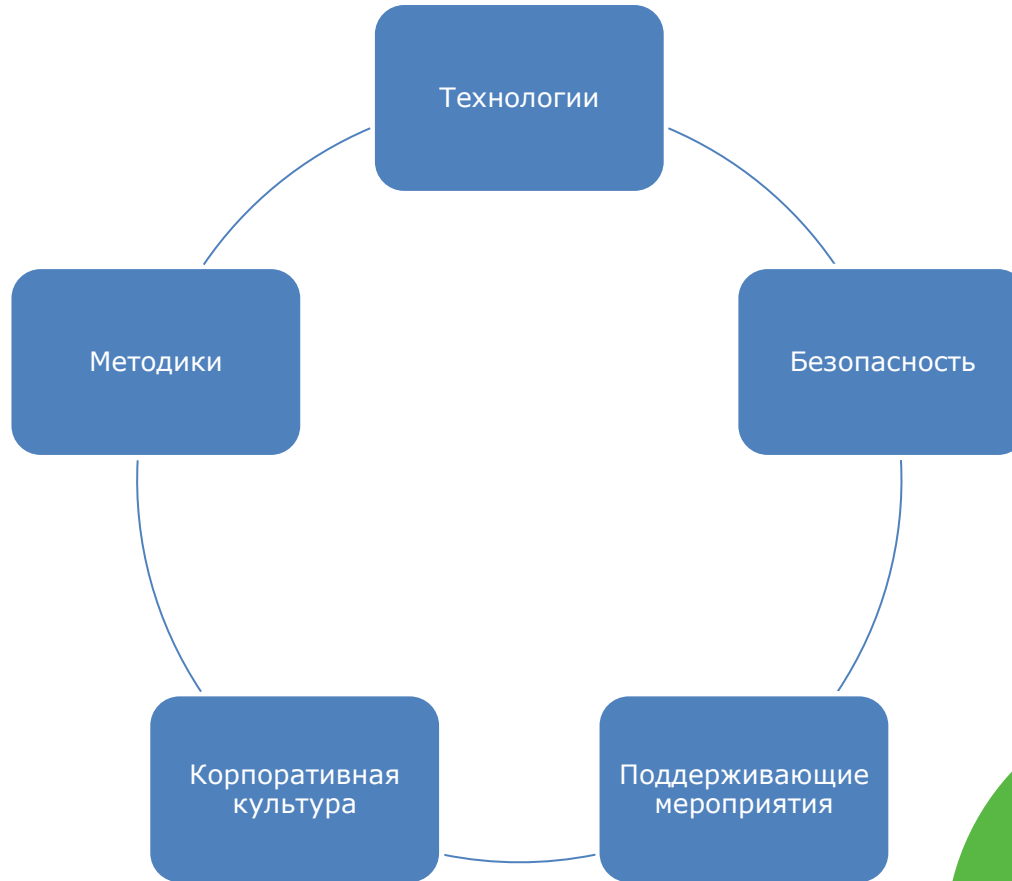 Технологии
Методики
Безопасность
Корпоративная
культура
Поддерживающие
мероприятия